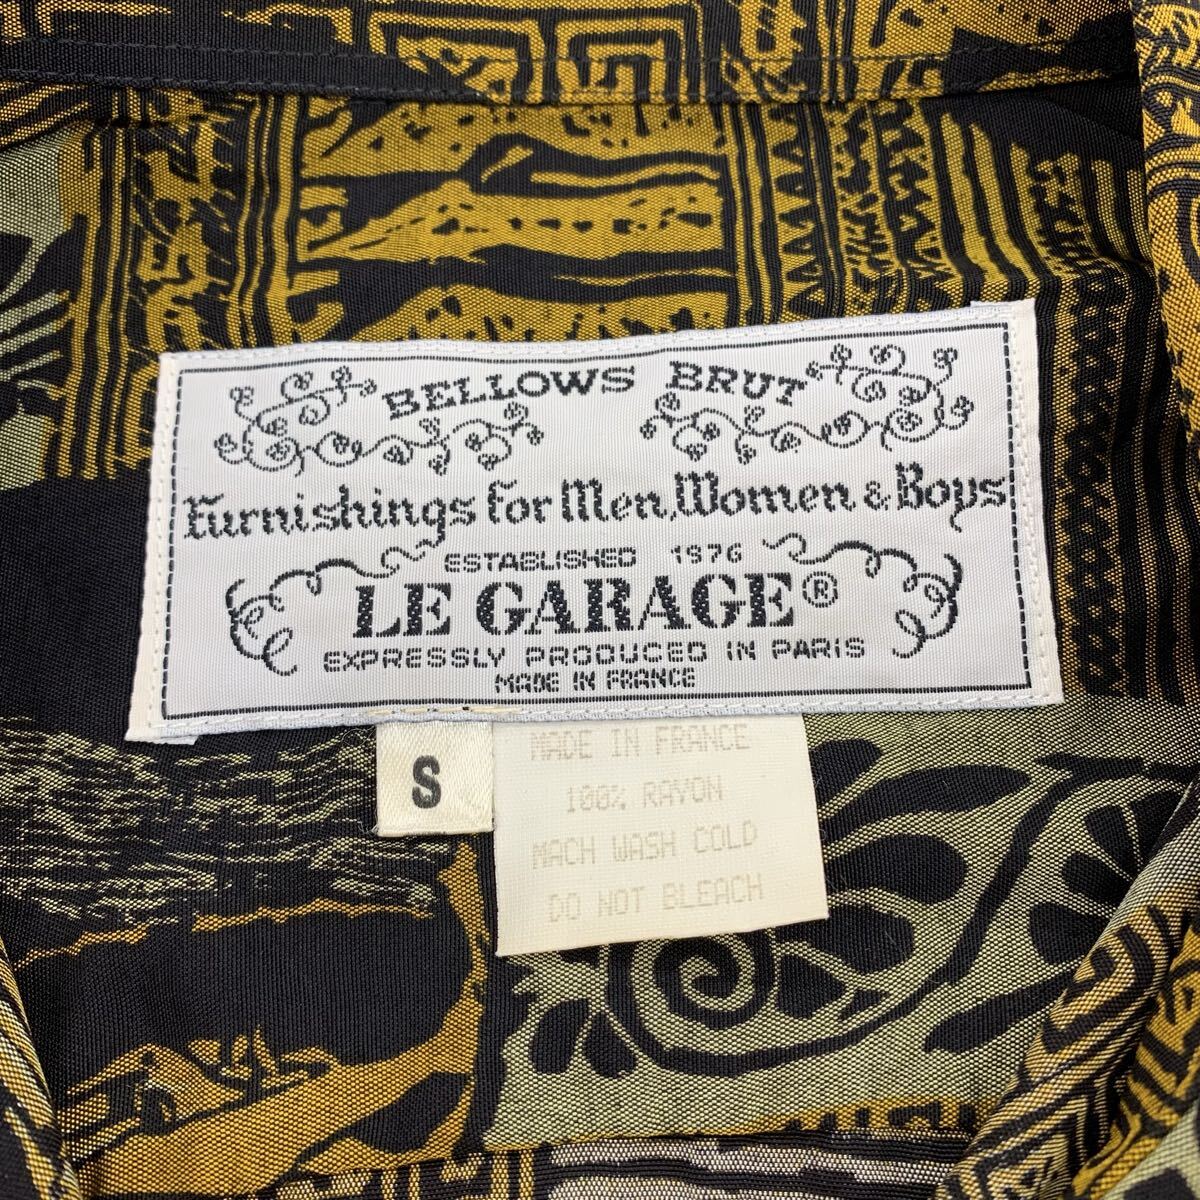 BELLOWS BRUT
Furnishings for Men, Women & Boys
ESTABLISHED 1976
LE GARAGE®
EXPRESSLY PRODUCED IN PARIS
MADE IN FRANCE
S
MADE IN FRANCE
100% RAYON
MACH WASH COLD
DO NOT BLEACH